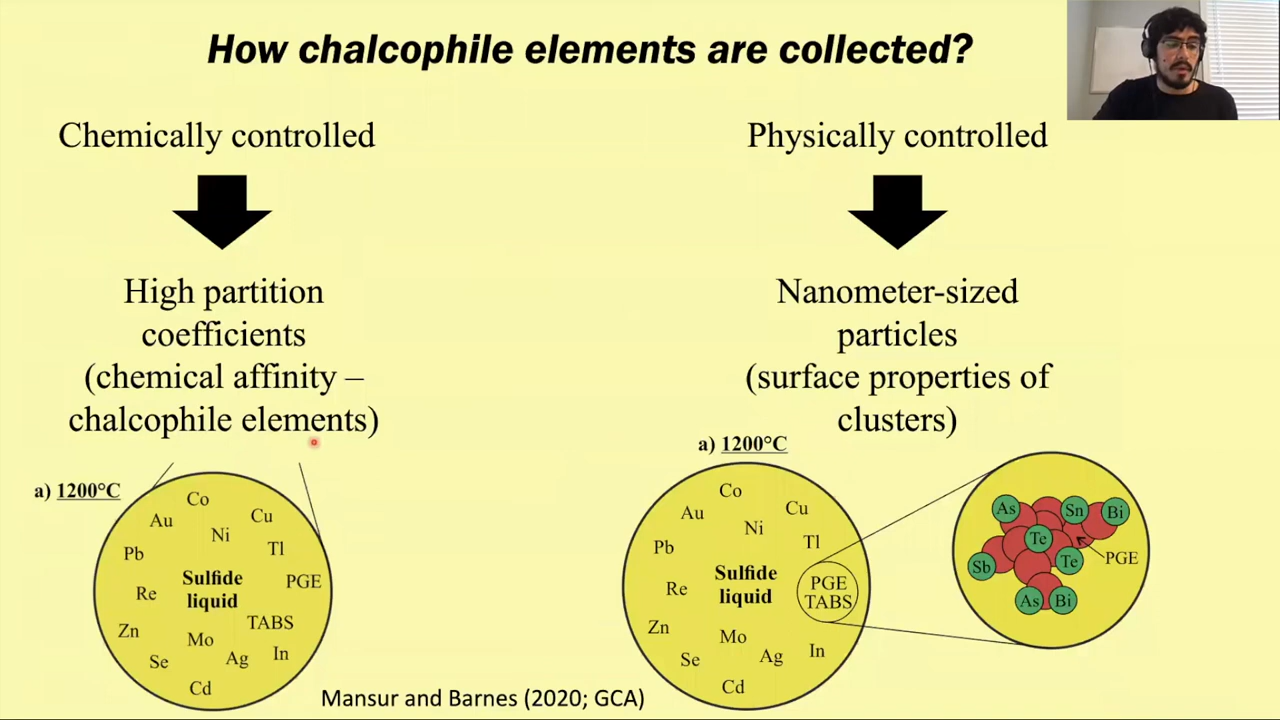 How chalcophile elements are collected?
Chemically controlled
High partition
coefficients
(chemical affinity –
chalcophile elements)
a) 1200°C
Co
Au
Cu
Ni
Pb
Tl
Sulfide
liquid
PGE
Re
TABS
Zn
Mo
Se
Ag
In
Cd
Mansur and Barnes (2020; GCA)
Physically controlled
Nanometer-sized
particles
(surface properties of
clusters)
a) 1200°C
Co
Au
Cu
Ni
Pb
Tl
Sulfide
liquid
PGE
TABS
Re
Zn
Mo
Se
Ag
In
Cd
As
Sn
Bi
Te
Sb
Te
PGE
As
Bi